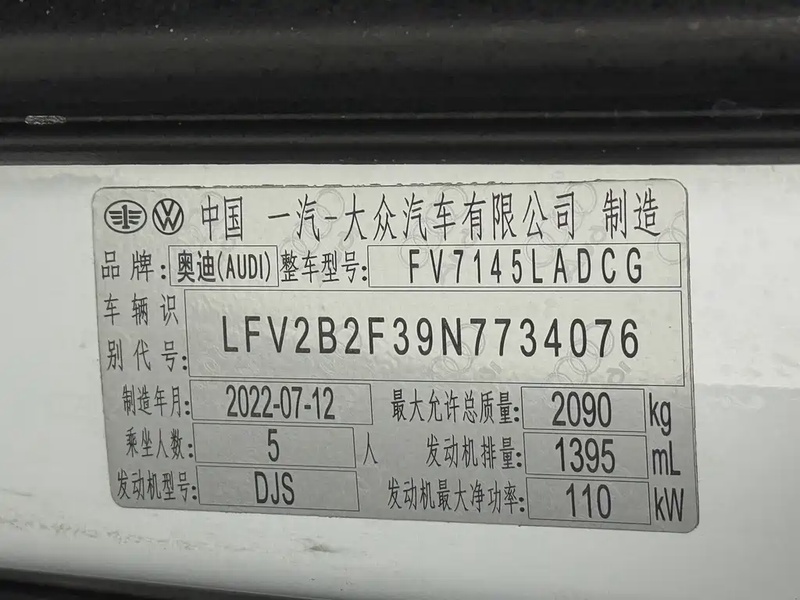 中国 一汽-大众汽车有限公司 制造
品牌: 奥迪(AUDI) 整车型号: FV7145LADCG
车辆识别代号: LFV2B2F39N7734076
制造年月: 2022-07-12 最大允许总质量: 2090 kg
乘坐人数: 5 人 发动机排量: 1395 mL
发动机型号: DJS 发动机最大净功率: 110 kW